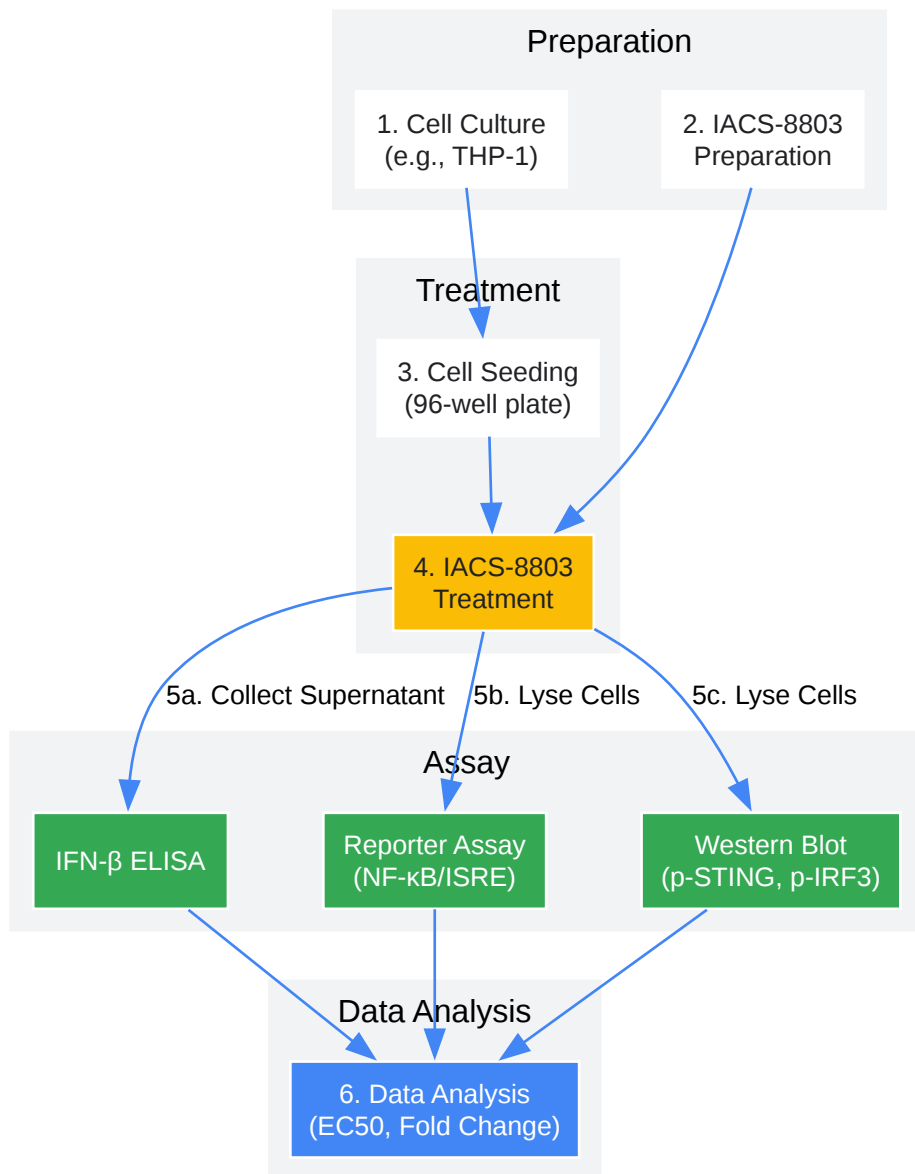 Preparation
1. Cell Culture
(e.g., THP-1)
2. IACS-8803
Preparation
Treatment
3. Cell Seeding
(96-well plate)
4. IACS-8803
Treatment
5a. Collect Supernatant
5b. Lyse Cells
5c. Lyse Cells
Assay
IFN-β ELISA
Reporter Assay
(NF-κB/ISRE)
Western Blot
(p-STING, p-IRF3)
Data Analysis
6. Data Analysis
(EC50, Fold Change)